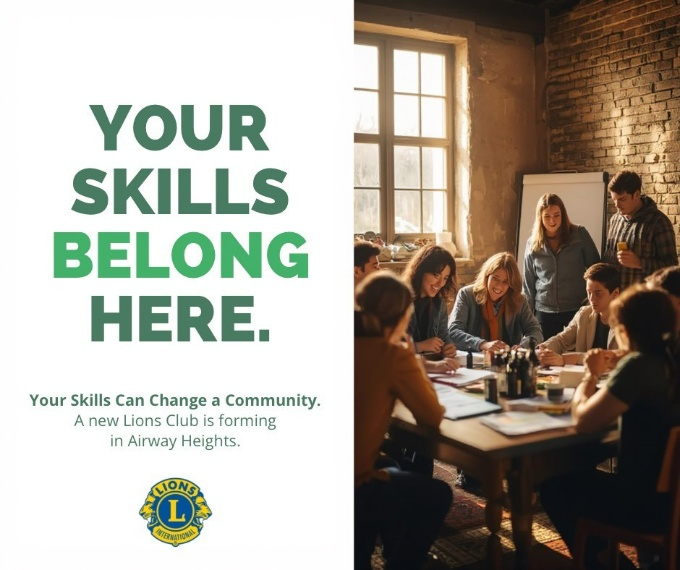 YOUR
SKILLS
BELONG
HERE.
Your Skills Can Change a Community.
A new Lions Club is forming
in Airway Heights.
LIONS
L
INTERNATIONAL